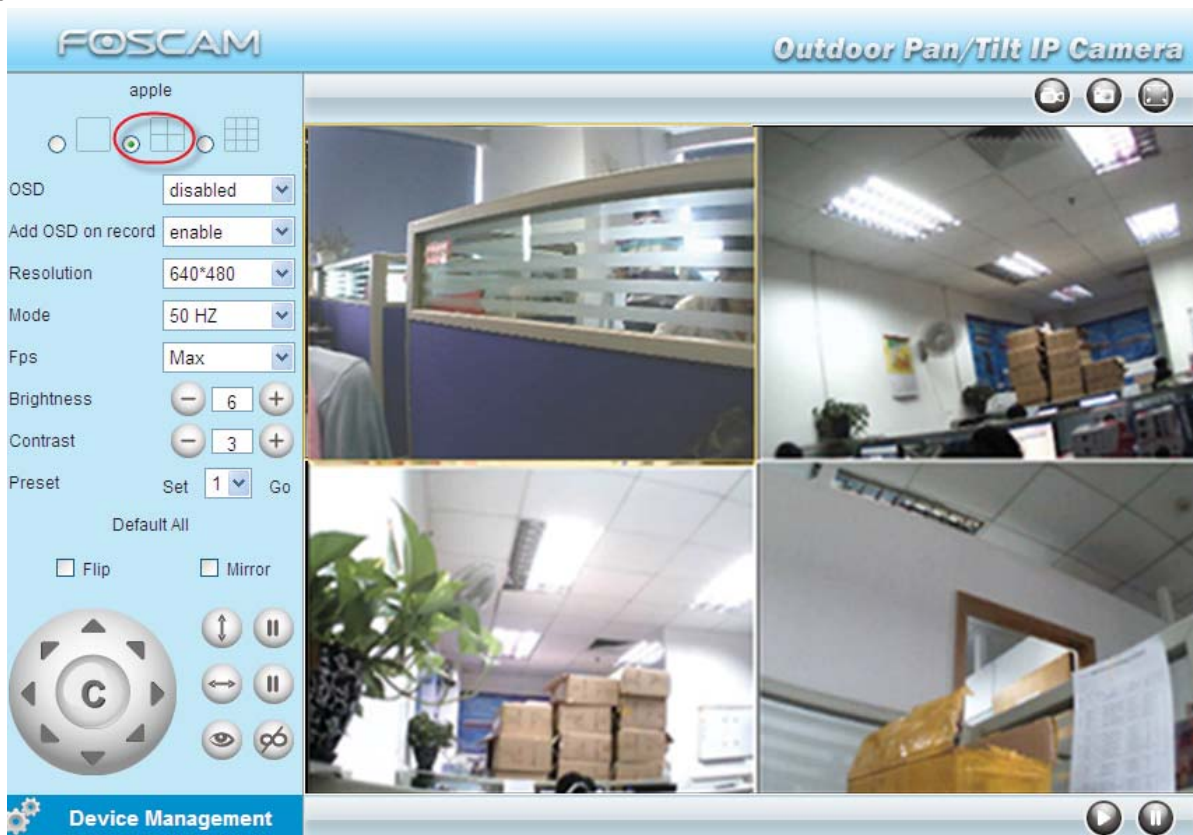 FOSCAM
Outdoor Pan/Tilt IP Camera
apple
OSD disabled
Add OSD on record enable
Resolution 640*480
Mode 50 HZ
Fps Max
Brightness 6
Contrast 3
Preset Set 1 Go
Default All
Flip Mirror
C
Device Management